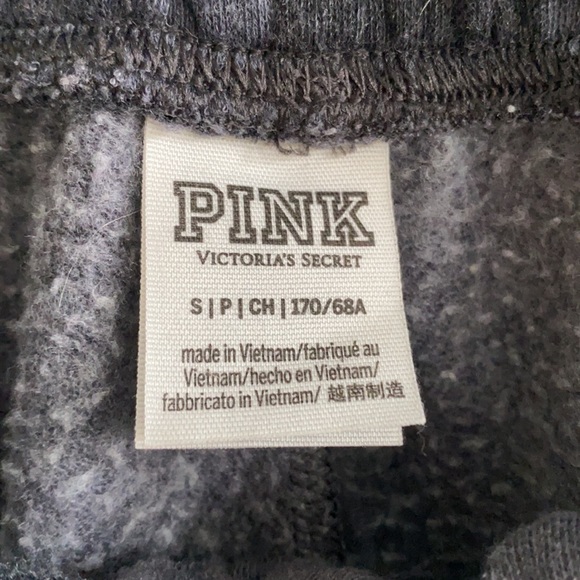 PINK
VICTORIA'S SECRET
S|P|CH|170/68A
made in Vietnam/fabriqué au
Vietnam/hecho en Vietnam/
fabbricato in Vietnam/ 越南制造